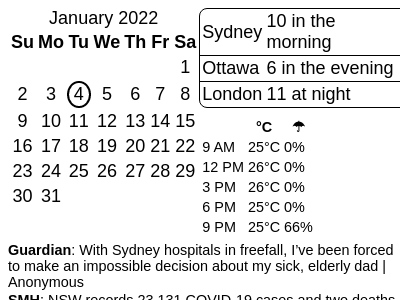 January 2022
Su Mo Tu We Th Fr Sa
1
2 3 4 5 6 7 8
9 10 11 12 13 14 15
16 17 18 19 20 21 22
23 24 25 26 27 28 29
30 31
Sydney 10 in the
morning
Ottawa 6 in the evening
London 11 at night
°C ☂
9 AM 25°C 0%
12 PM 26°C 0%
3 PM 26°C 0%
6 PM 25°C 0%
9 PM 25°C 66%
Guardian: With Sydney hospitals in freefall, I've been forced
to make an impossible decision about my sick, elderly dad |
Anonymous
SMH: NSW records 23,131 COVID-19 cases and two deaths